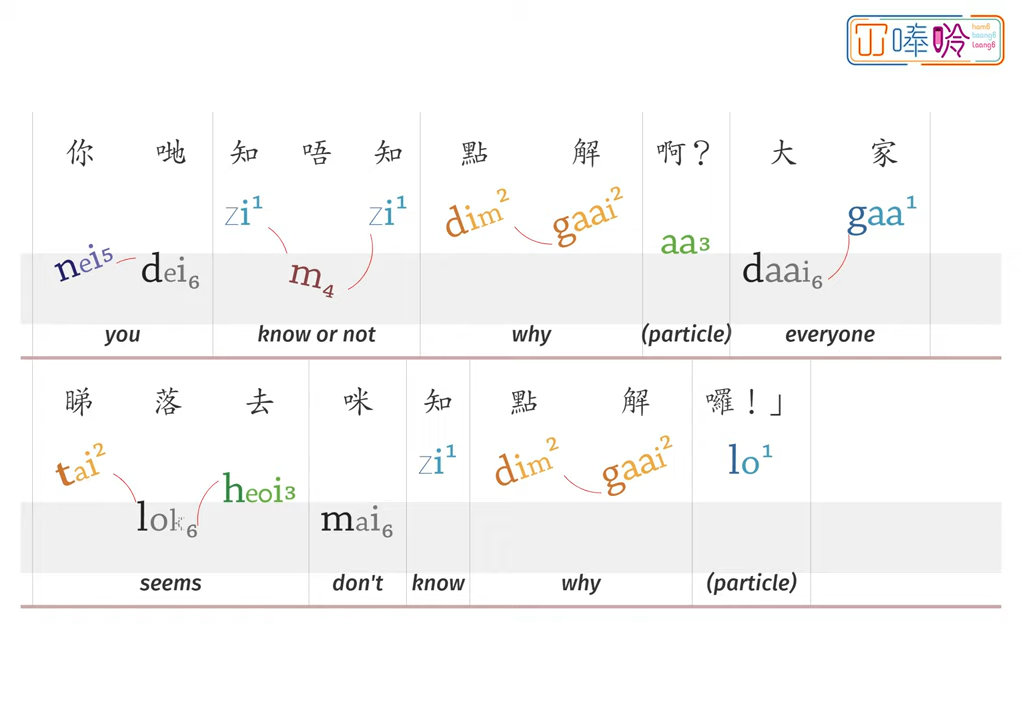 冚唪唥 ham6 baang6 laang6
你哋知唔知點解啊？大家
nei5 dei6 zi1 m4 zi1 dim2 gaai2 aa3 daai6 gaa1
you know or not why (particle) everyone
睇落去咪知點解囉！」
tai2 lok6 heoi3 mai6 zi1 dim2 gaai2 lo1
seems don't know why (particle)